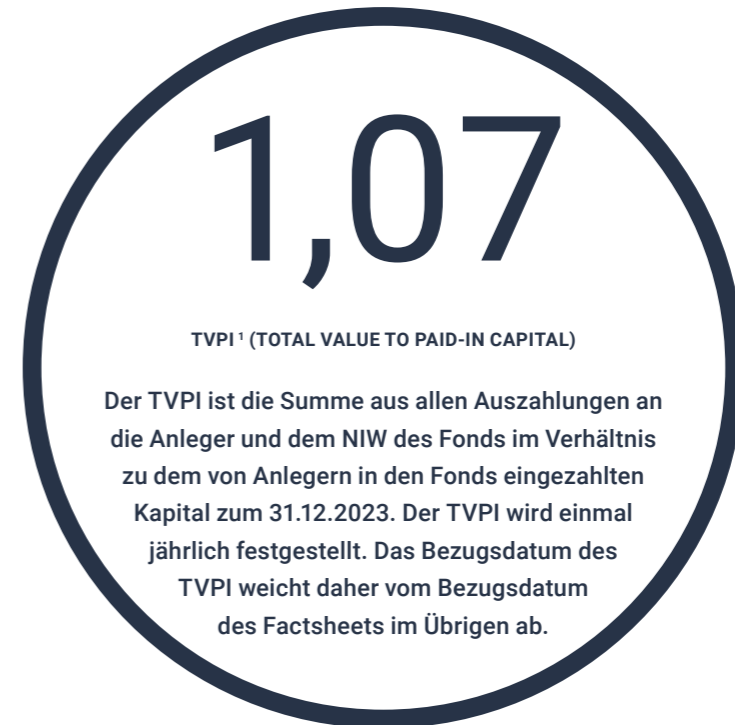 1,07
TVPI ¹ (TOTAL VALUE TO PAID-IN CAPITAL)
Der TVPI ist die Summe aus allen Auszahlungen an
die Anleger und dem NIW des Fonds im Verhältnis
zu dem von Anlegern in den Fonds eingezahlten
Kapital zum 31.12.2023. Der TVPI wird einmal
jährlich festgestellt. Das Bezugsdatum des
TVPI weicht daher vom Bezugsdatum
des Factsheets im Übrigen ab.